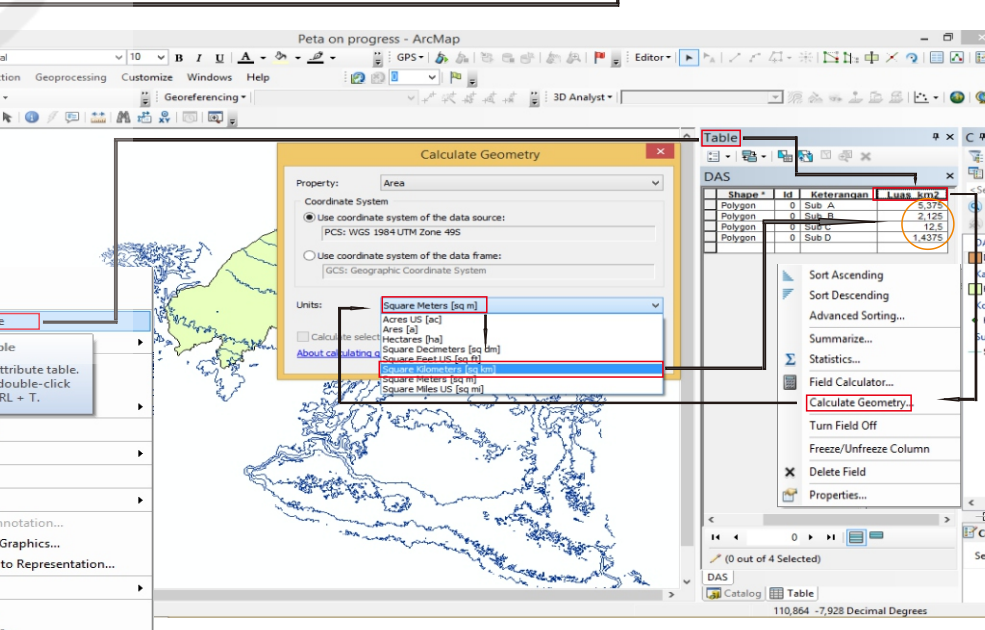 Peta on progress - ArcMap
10 B I U A GPS Editor
Geoprocessing Customize Windows Help 0
Georeferencing 3D Analyst
Table
DAS
Shape * Id Keterangan Luas_km2
Polygon 0 Sub A 5,375
Polygon 0 Sub B 2,125
Polygon 0 Sub C 12,5
Polygon 0 Sub D 1,4375
Calculate Geometry
Property: Area
Coordinate System
Use coordinate system of the data source:
PCS: WGS 1984 UTM Zone 49S
Use coordinate system of the data frame:
GCS: Geographic Coordinate System
Units: Square Meters [sq m]
Acres US [ac]
Ares [a]
Hectares [ha]
Square Decimeters [sq dm]
Square Feet US [sq ft]
Square Kilometers [sq km]
Square Meters [sq m]
Square Miles US [sq mi]
Calculate select
About calculating g
Sort Ascending
Sort Descending
Advanced Sorting...
Summarize...
Statistics...
Field Calculator...
Calculate Geometry...
Turn Field Off
Freeze/Unfreeze Column
Delete Field
Properties...
ttribute table.
double-click
RL + T.
nnotation...
Graphics...
to Representation...
0
(0 out of 4 Selected)
DAS
Catalog Table
110,864 -7,928 Decimal Degrees